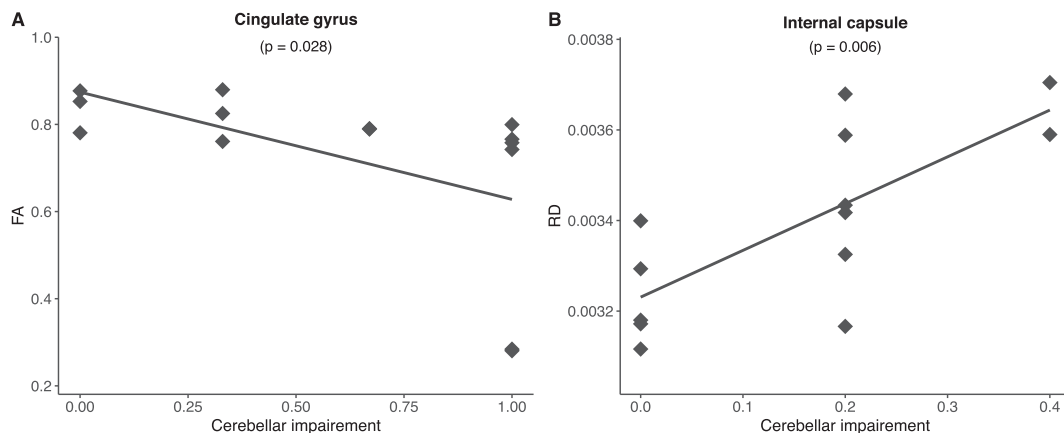 A
Cingulate gyrus
(p = 0.028)
1.0
0.8
0.6
0.4
0.2
FA
0.00 0.25 0.50 0.75 1.00
Cerebellar impairement
B
Internal capsule
(p = 0.006)
0.0038
0.0036
0.0034
0.0032
RD
0.0 0.1 0.2 0.3 0.4
Cerebellar impairement